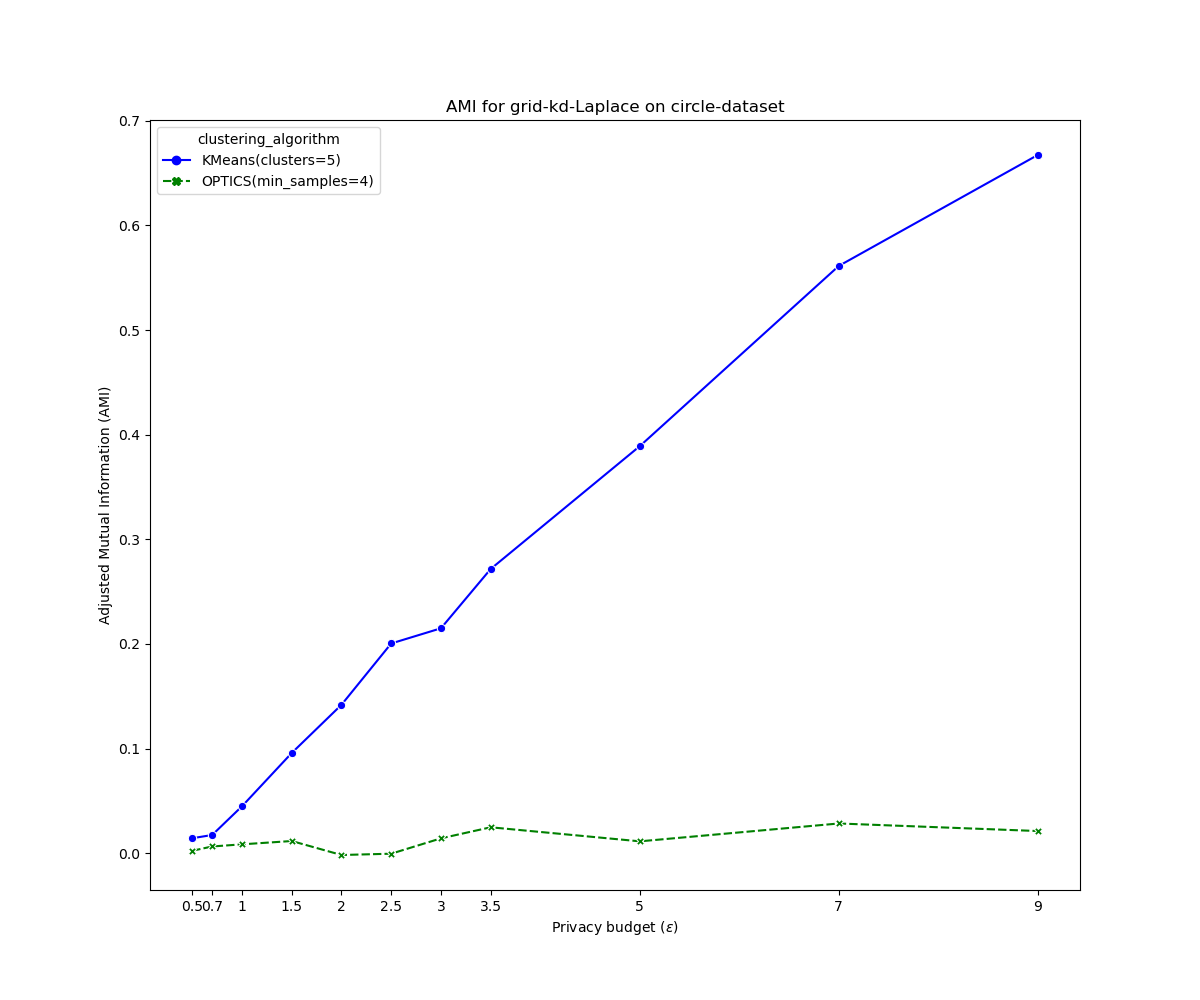 AMI for grid-kd-Laplace on circle-dataset
clustering_algorithm
KMeans(clusters=5)
OPTICS(min_samples=4)
Adjusted Mutual Information (AMI)
0.7
0.6
0.5
0.4
0.3
0.2
0.1
0.0
0.5 0.7 1 1.5 2 2.5 3 3.5 5 7 9
Privacy budget (ε)